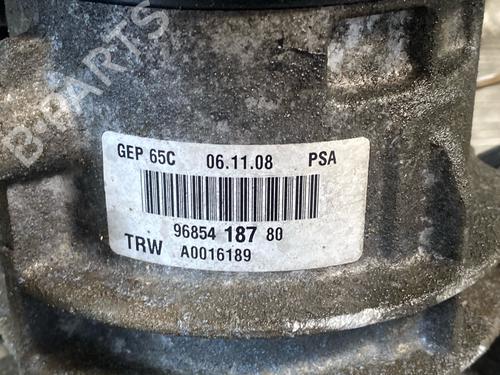 B-PARTS
GEP 65C 06.11.08 PSA
96854 187 80
TRW A0016189